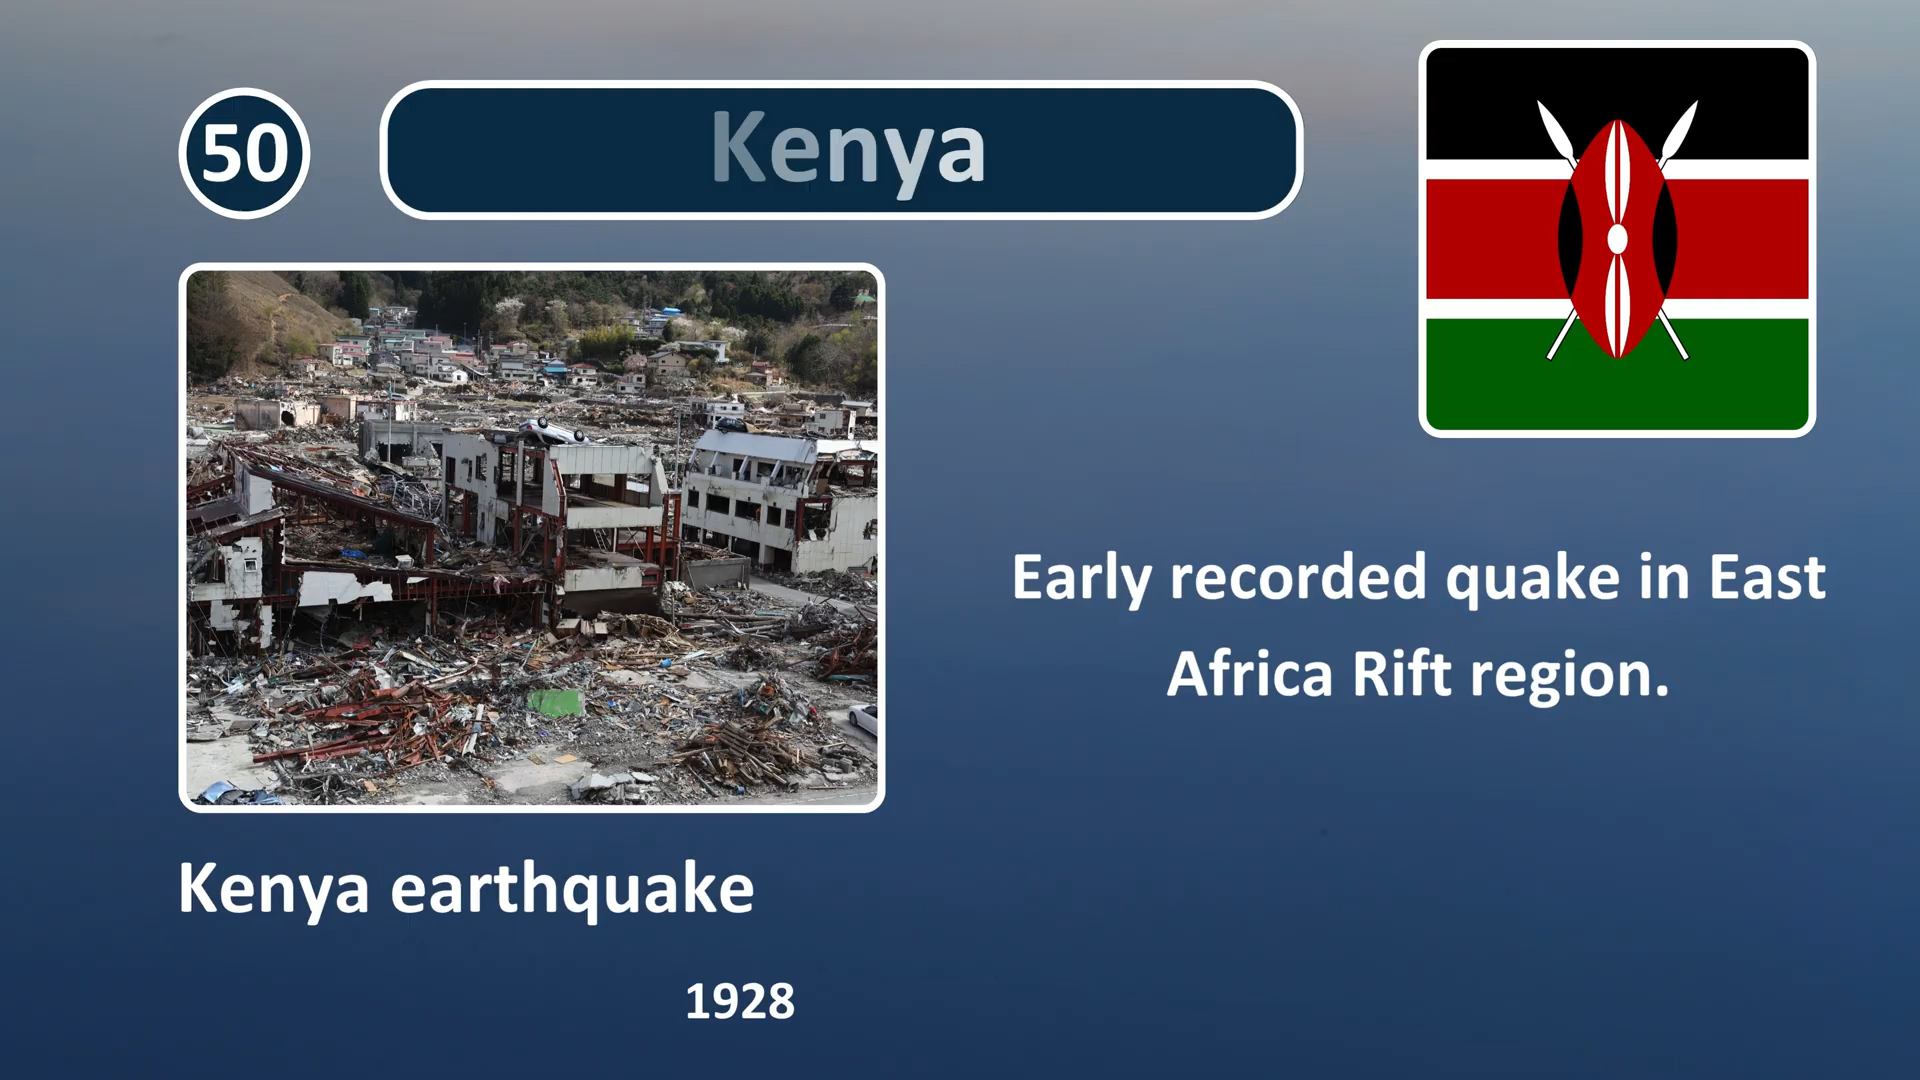 50
Kenya
Early recorded quake in East
Africa Rift region.
Kenya earthquake
1928